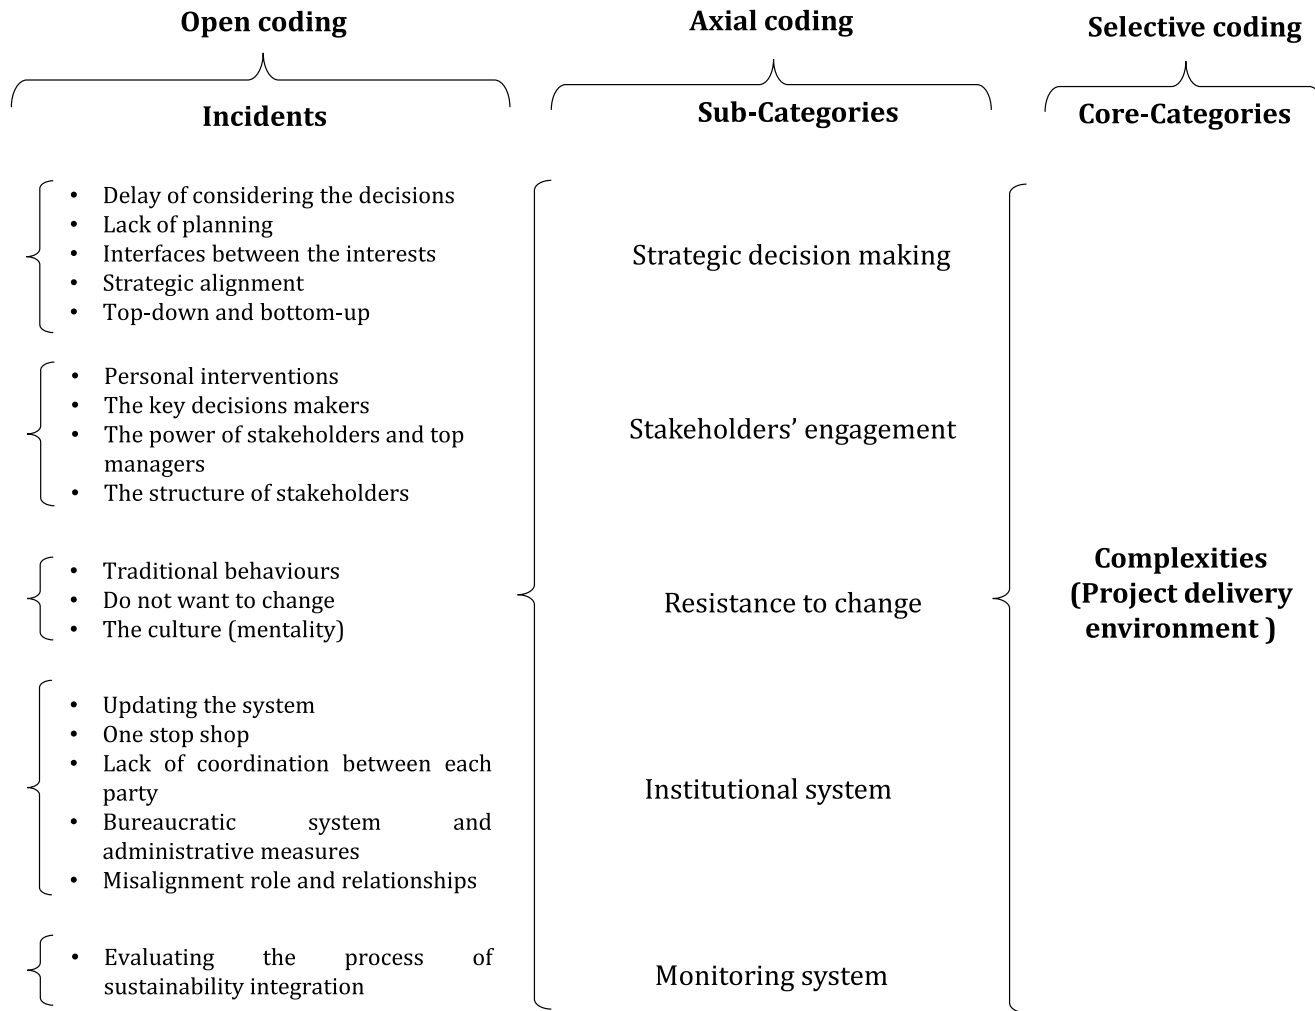 Open coding
Axial coding
Selective coding
Incidents
Sub-Categories
Core-Categories
• Delay of considering the decisions
• Lack of planning
• Interfaces between the interests
• Strategic alignment
• Top-down and bottom-up
Strategic decision making
• Personal interventions
• The key decisions makers
• The power of stakeholders and top
managers
• The structure of stakeholders
Stakeholders’ engagement
• Traditional behaviours
• Do not want to change
• The culture (mentality)
Resistance to change
• Updating the system
• One stop shop
• Lack of coordination between each
party
• Bureaucratic system and
administrative measures
• Misalignment role and relationships
Institutional system
• Evaluating the process of
sustainability integration
Monitoring system
Complexities
(Project delivery
environment )